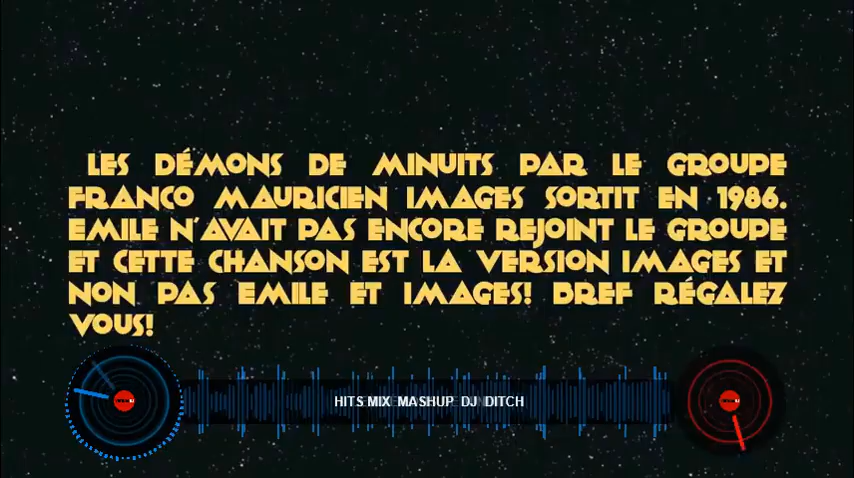 LES DÉMONS DE MINUITS PAR LE GROUPE
FRANCO MAURICIEN IMAGES SORTIT EN 1986.
EMILE N'AVAIT PAS ENCORE REJOINT LE GROUPE
ET CETTE CHANSON EST LA VERSION IMAGES ET
NON PAS EMILE ET IMAGES! BREF RÉGALEZ
VOUS!
HITS MIX MASHUP DJ DITCH